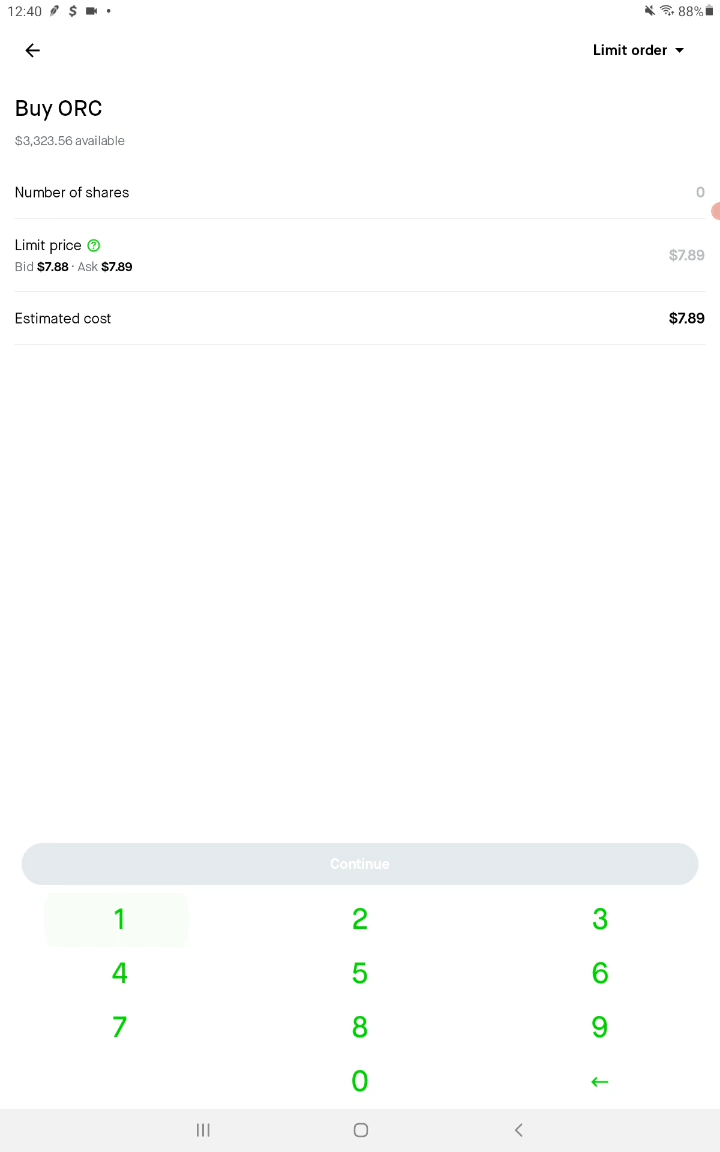 12:40 88%
Limit order
Buy ORC
$3,323.56 available
Number of shares 0
Limit price ?
$7.89
Bid $7.88 · Ask $7.89
Estimated cost $7.89
Continue
1 2 3
4 5 6
7 8 9
0 ←